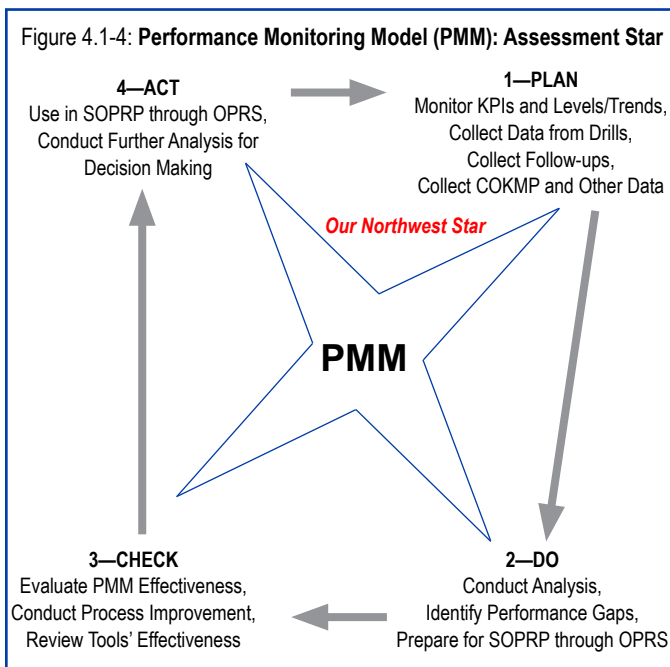 Figure 4.1-4: Performance Monitoring Model (PMM): Assessment Star
4—ACT
Use in SOPRP through OPRS,
Conduct Further Analysis for
Decision Making
1—PLAN
Monitor KPIs and Levels/Trends,
Collect Data from Drills,
Collect Follow-ups,
Collect COKMP and Other Data
Our Northwest Star
PMM
3—CHECK
Evaluate PMM Effectiveness,
Conduct Process Improvement,
Review Tools’ Effectiveness
2—DO
Conduct Analysis,
Identify Performance Gaps,
Prepare for SOPRP through OPRS